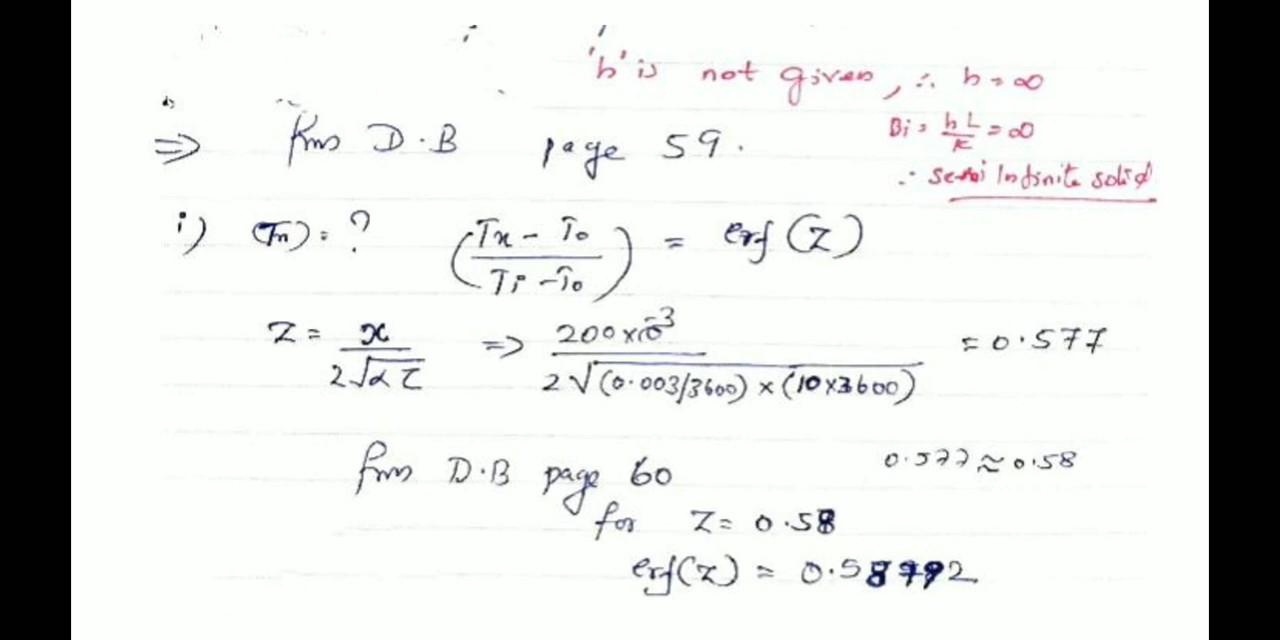 'h' is not given, ∴ h = ∞
Bi = hL/K = ∞
∴ semi Infinite solid
⇒ from D.B page 59.
i) (Tx) = ? (Tx - To / Ti - To) = erf (Z)
Z = x / 2√ατ ⇒ 200×10⁻³ / 2√(0.003/3600) × (10×3600) = 0.577
0.577 ≈ 0.58
from D.B page 60
for Z = 0.58
erf(z) =